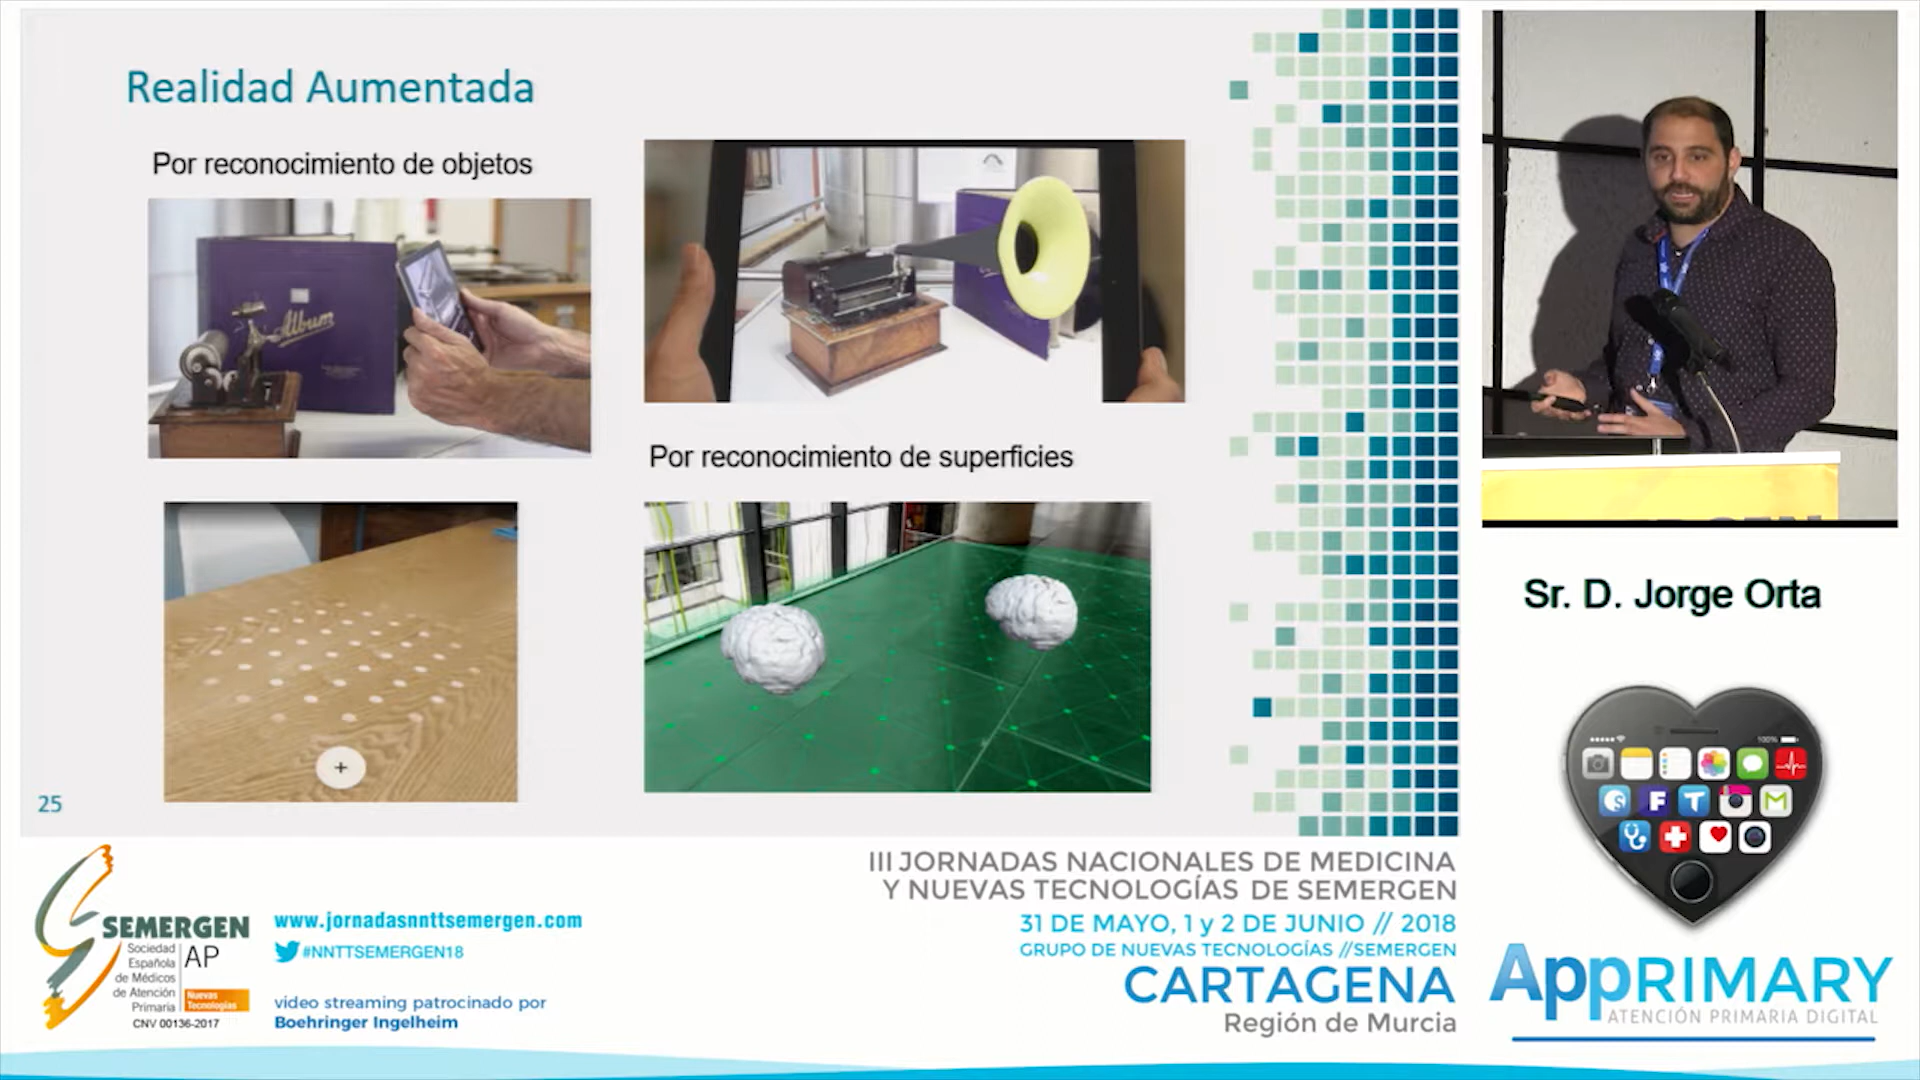 Realidad Aumentada
Por reconocimiento de objetos
Album
Por reconocimiento de superficies
+
25
Sr. D. Jorge Orta
100%
SEMERGEN
Sociedad
Española
de Médicos
de Atención
Primaria
AP
Nuevas
Tecnologías
CNV 00136-2017
www.jornadasnnttsemergen.com
#NNTTSEMERGEN18
video streaming patrocinado por
Boehringer Ingelheim
III JORNADAS NACIONALES DE MEDICINA
Y NUEVAS TECNOLOGÍAS DE SEMERGEN
31 DE MAYO, 1 y 2 DE JUNIO // 2018
GRUPO DE NUEVAS TECNOLOGÍAS //SEMERGEN
CARTAGENA
Región de Murcia
AppRIMARY
ATENCIÓN PRIMARIA DIGITAL